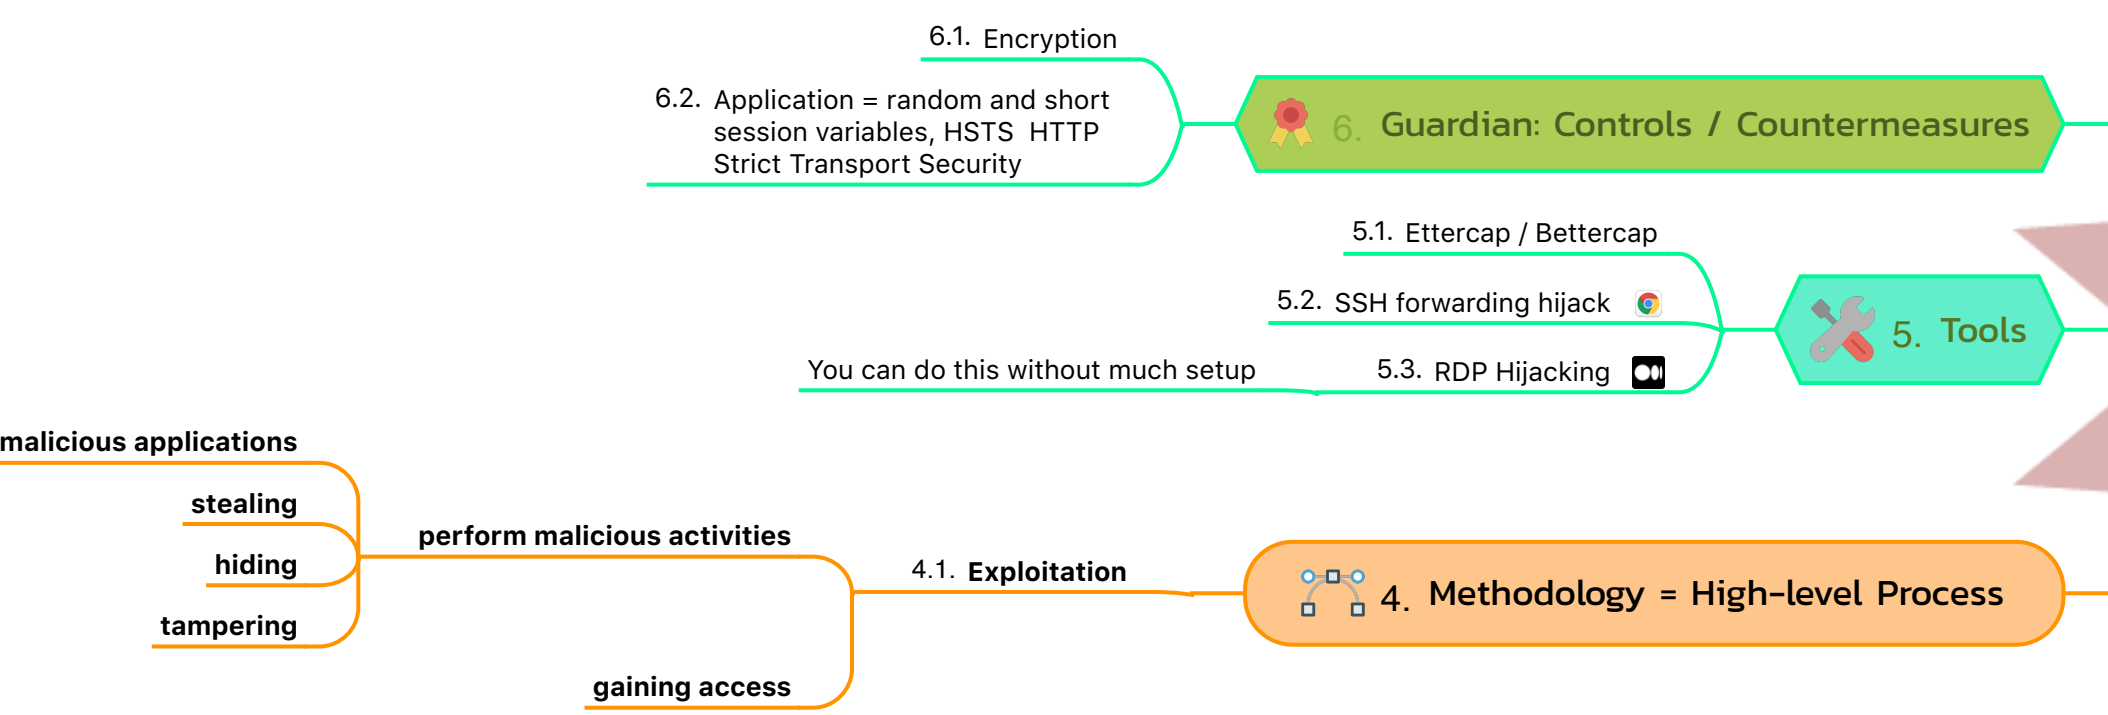 6.1. Encryption
6.2. Application = random and short
session variables, HSTS  HTTP
Strict Transport Security
6. Guardian: Controls / Countermeasures
5.1. Ettercap / Bettercap
5.2. SSH forwarding hijack
5.3. RDP Hijacking
You can do this without much setup
5. Tools
malicious applications
stealing
hiding
tampering
perform malicious activities
gaining access
4.1. Exploitation
4. Methodology = High-level Process